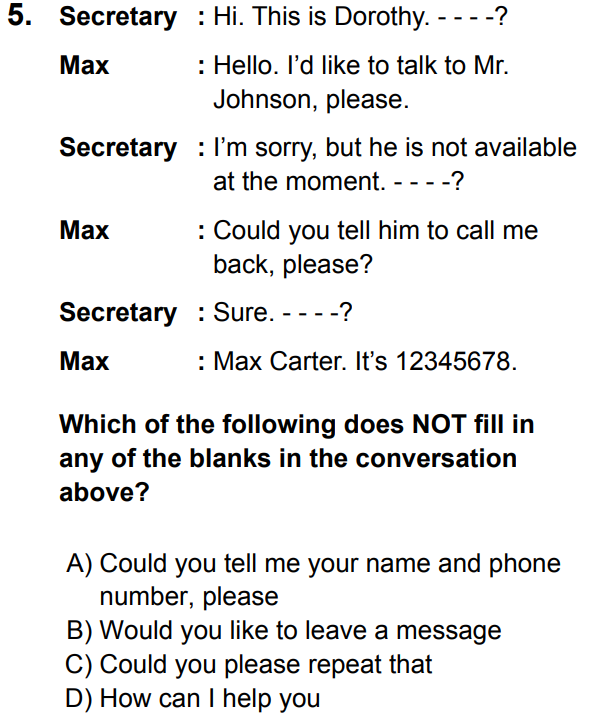 5. Secretary : Hi. This is Dorothy. - - - -?
Max : Hello. I'd like to talk to Mr.
Johnson, please.
Secretary : I'm sorry, but he is not available
at the moment. - - - -?
Max : Could you tell him to call me
back, please?
Secretary : Sure. - - - -?
Max : Max Carter. It's 12345678.
Which of the following does NOT fill in
any of the blanks in the conversation
above?
A) Could you tell me your name and phone
number, please
B) Would you like to leave a message
C) Could you please repeat that
D) How can I help you